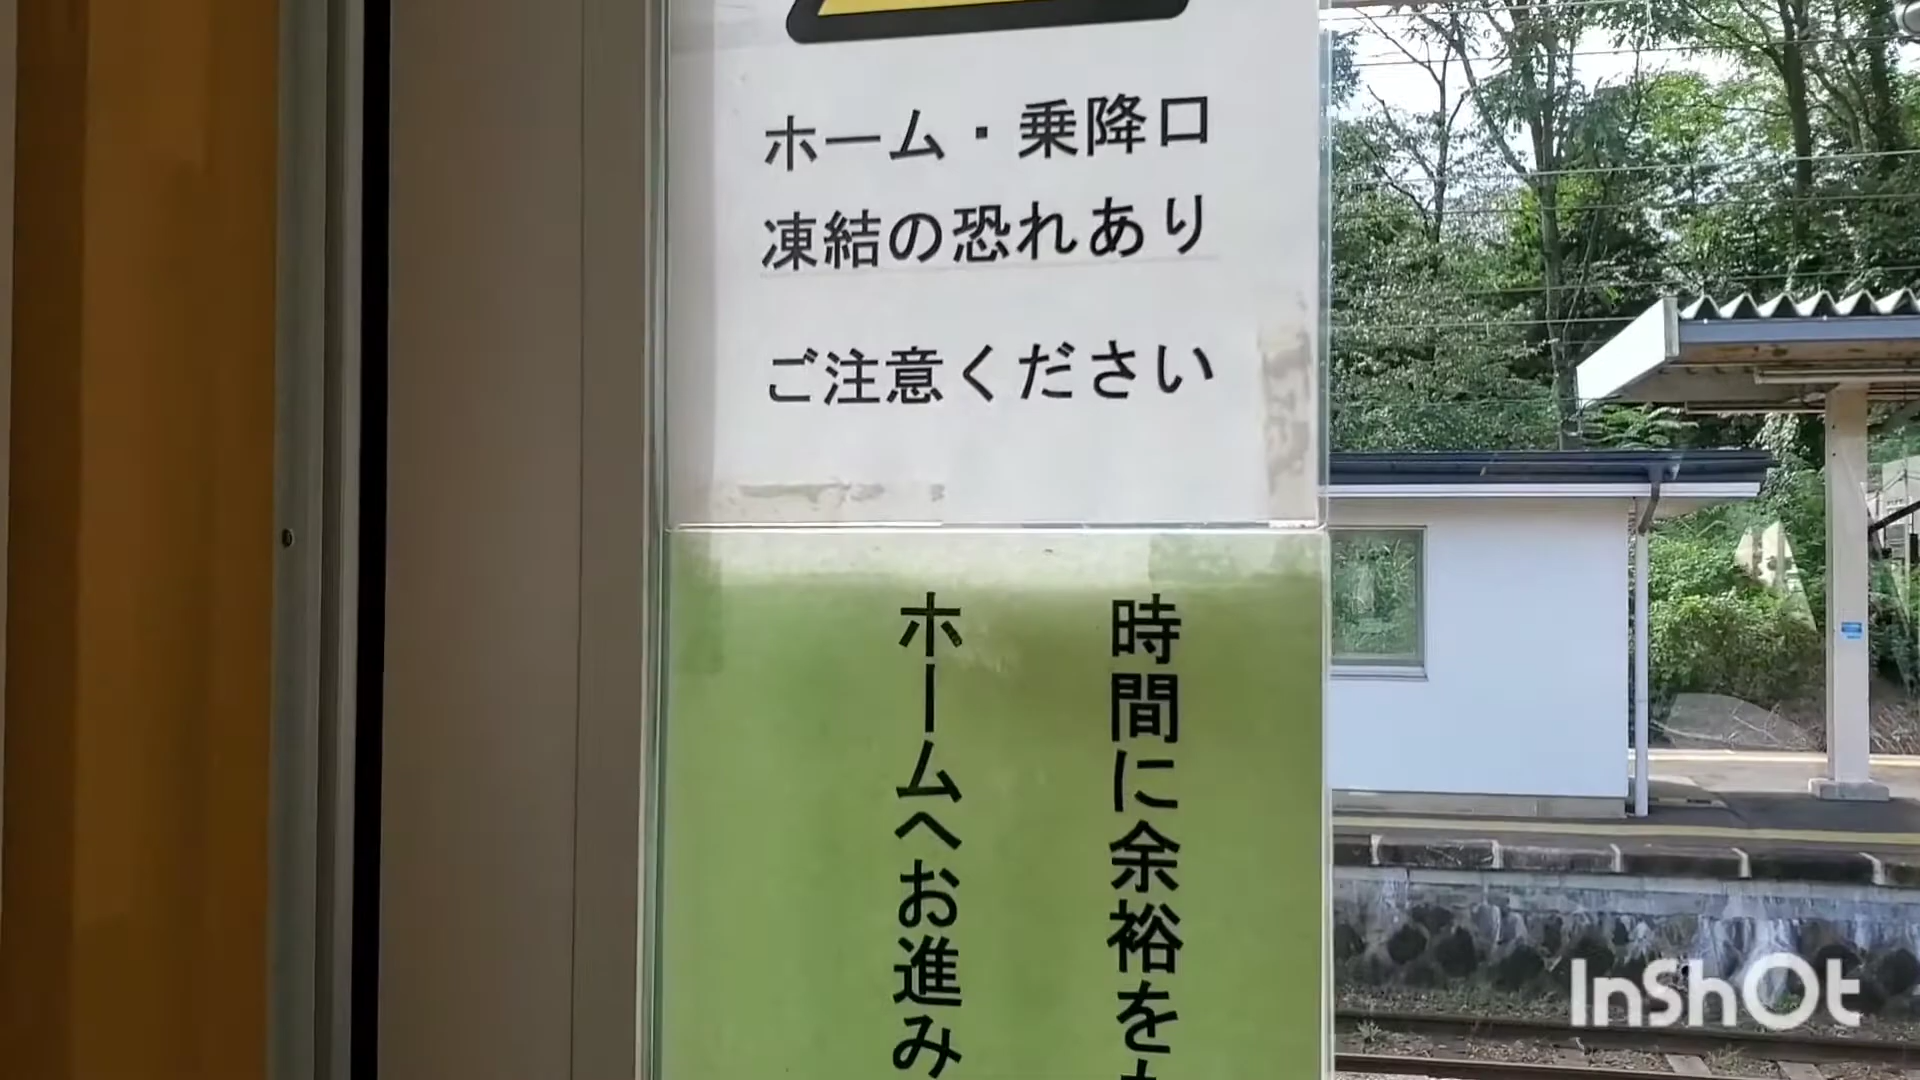 ホーム・乗降口
凍結の恐れあり
ご注意ください
時間に余裕を
ホームへお進み
InShOt